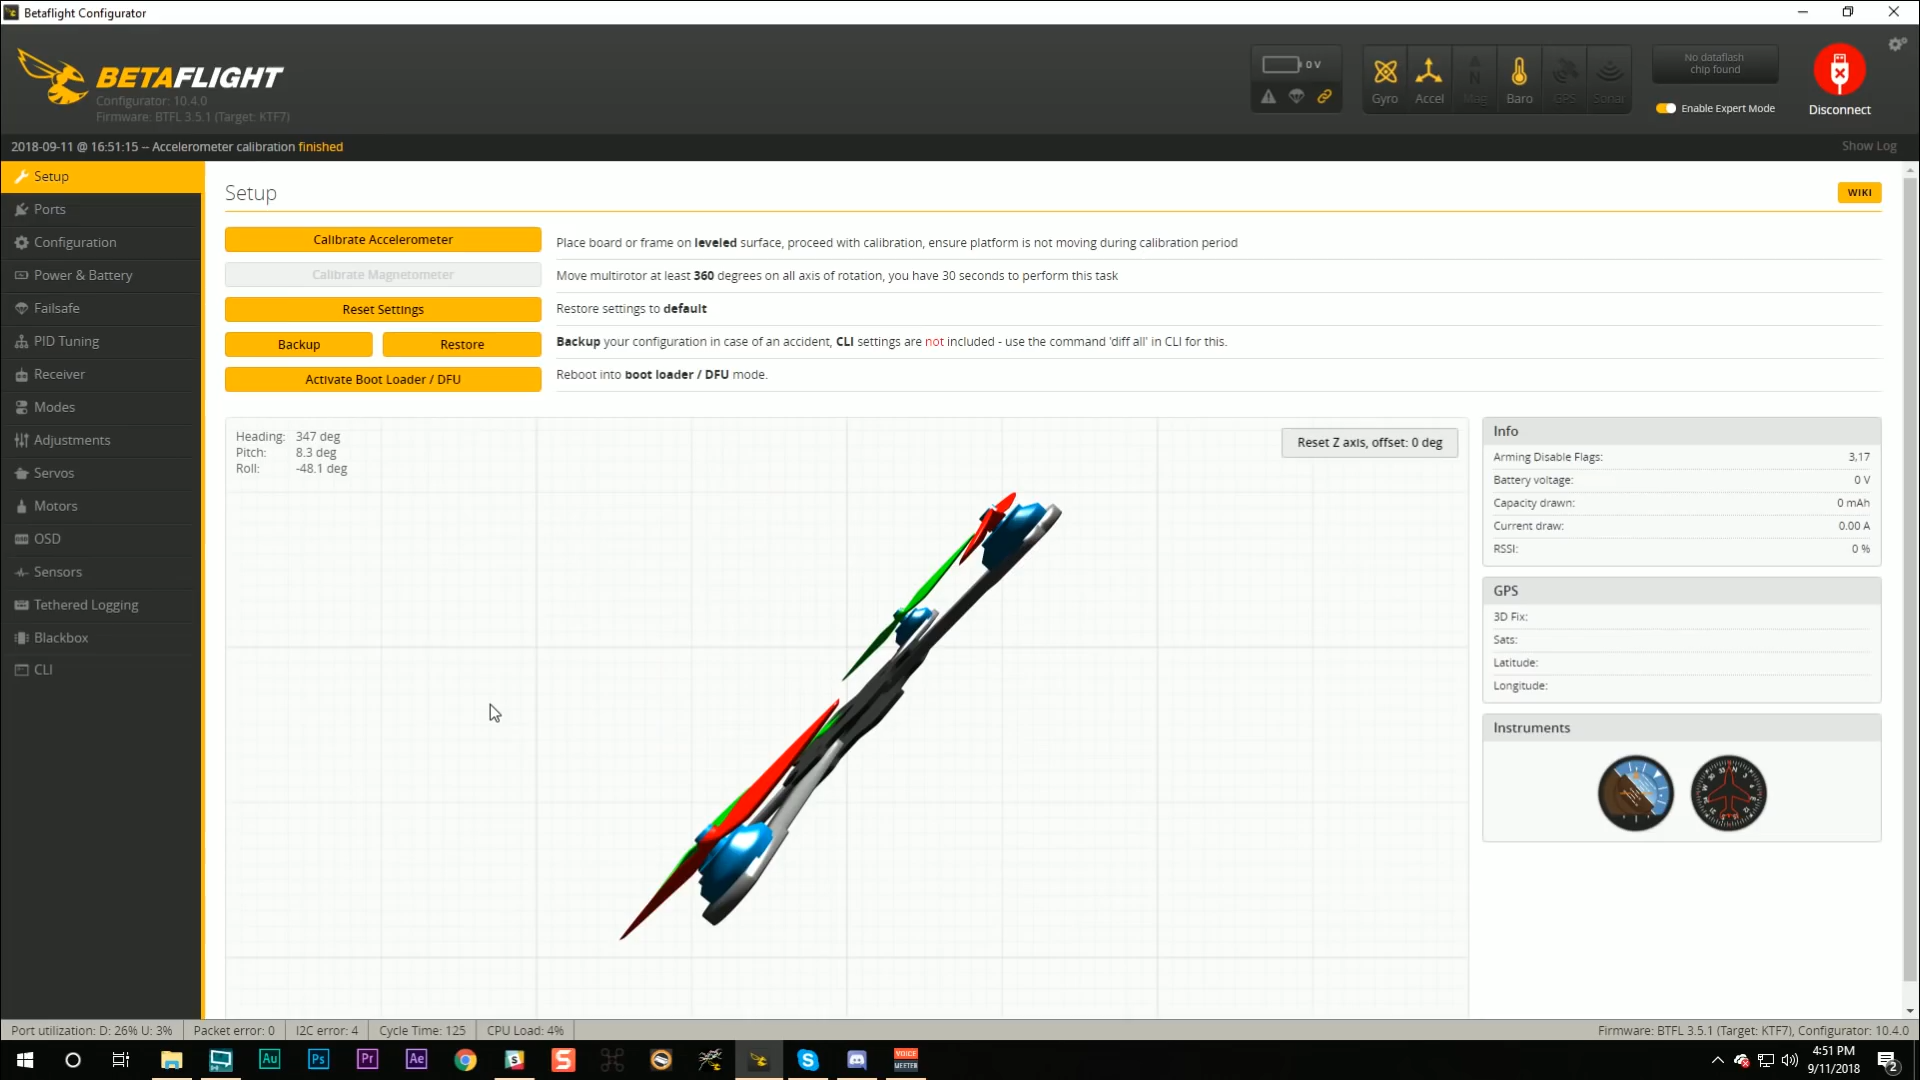 Betaflight Configurator
BETAFLIGHT
Configurator: 10.4.0
Firmware: BTFL 3.5.1 (Target: KTF7)
0 V
Gyro
Accel
Mag
Baro
GPS
Sonar
No dataflash
chip found
Enable Expert Mode
Disconnect
2018-09-11 @ 16:51:15 -- Accelerometer calibration finished
Show Log
Setup
Ports
Configuration
Power & Battery
Failsafe
PID Tuning
Receiver
Modes
Adjustments
Servos
Motors
OSD
Sensors
Tethered Logging
Blackbox
CLI
Setup
WIKI
Calibrate Accelerometer
Place board or frame on leveled surface, proceed with calibration, ensure platform is not moving during calibration period
Calibrate Magnetometer
Move multirotor at least 360 degrees on all axis of rotation, you have 30 seconds to perform this task
Reset Settings
Restore settings to default
Backup
Restore
Backup your configuration in case of an accident, CLI settings are not included - use the command 'diff all' in CLI for this.
Activate Boot Loader / DFU
Reboot into boot loader / DFU mode.
Heading: 347 deg
Pitch: 8.3 deg
Roll: -48.1 deg
Reset Z axis, offset: 0 deg
Info
Arming Disable Flags: 3,17
Battery voltage: 0 V
Capacity drawn: 0 mAh
Current draw: 0.00 A
RSSI: 0 %
GPS
3D Fix:
Sats:
Latitude:
Longitude:
Instruments
Port utilization: D: 26% U: 3%
Packet error: 0
I2C error: 4
Cycle Time: 125
CPU Load: 4%
Firmware: BTFL 3.5.1 (Target: KTF7), Configurator: 10.4.0
Au
Ps
Pr
Ae
VOICE
MEETER
4:51 PM
9/11/2018
2